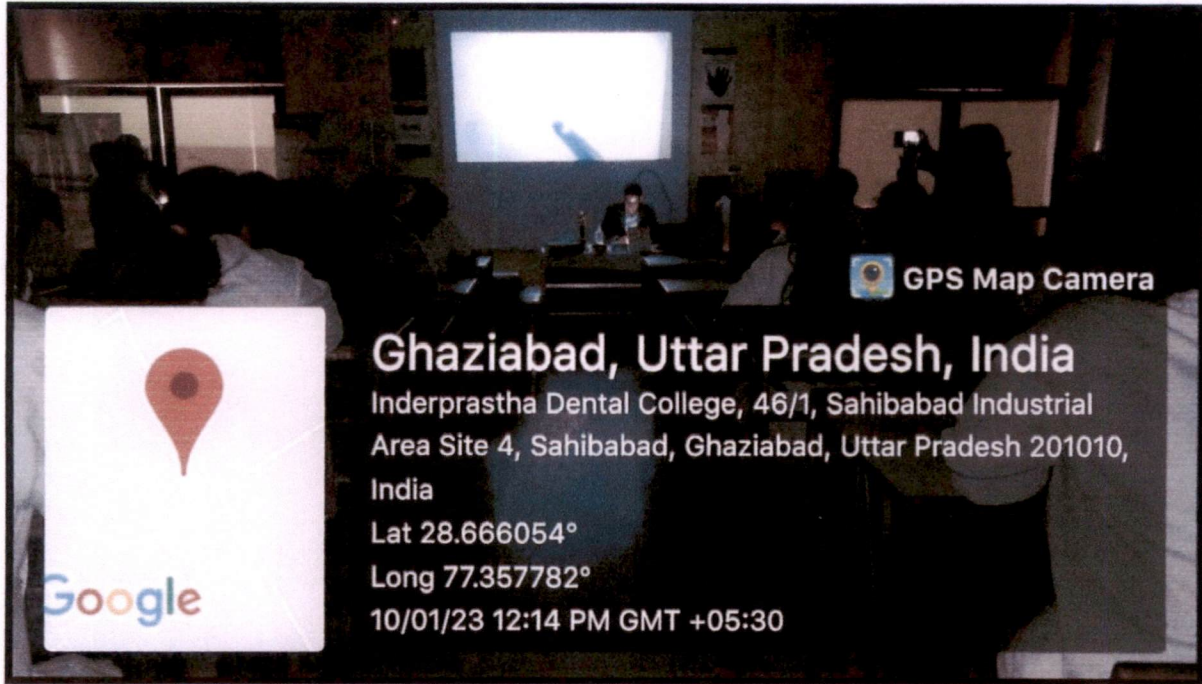 GPS Map Camera
Ghaziabad, Uttar Pradesh, India
Inderprastha Dental College, 46/1, Sahibabad Industrial
Area Site 4, Sahibabad, Ghaziabad, Uttar Pradesh 201010,
India
Lat 28.666054°
Long 77.357782°
10/01/23 12:14 PM GMT +05:30
Google